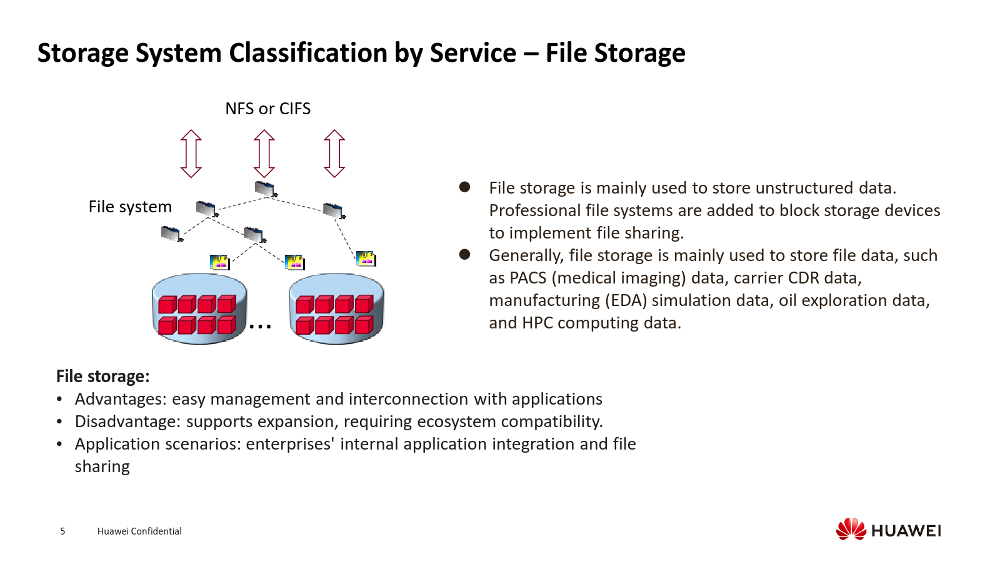 Storage System Classification by Service – File Storage
NFS or CIFS
File system
...
● File storage is mainly used to store unstructured data.
Professional file systems are added to block storage devices
to implement file sharing.
● Generally, file storage is mainly used to store file data, such
as PACS (medical imaging) data, carrier CDR data,
manufacturing (EDA) simulation data, oil exploration data,
and HPC computing data.
File storage:
• Advantages: easy management and interconnection with applications
• Disadvantage: supports expansion, requiring ecosystem compatibility.
• Application scenarios: enterprises' internal application integration and file
sharing
5 Huawei Confidential
HUAWEI